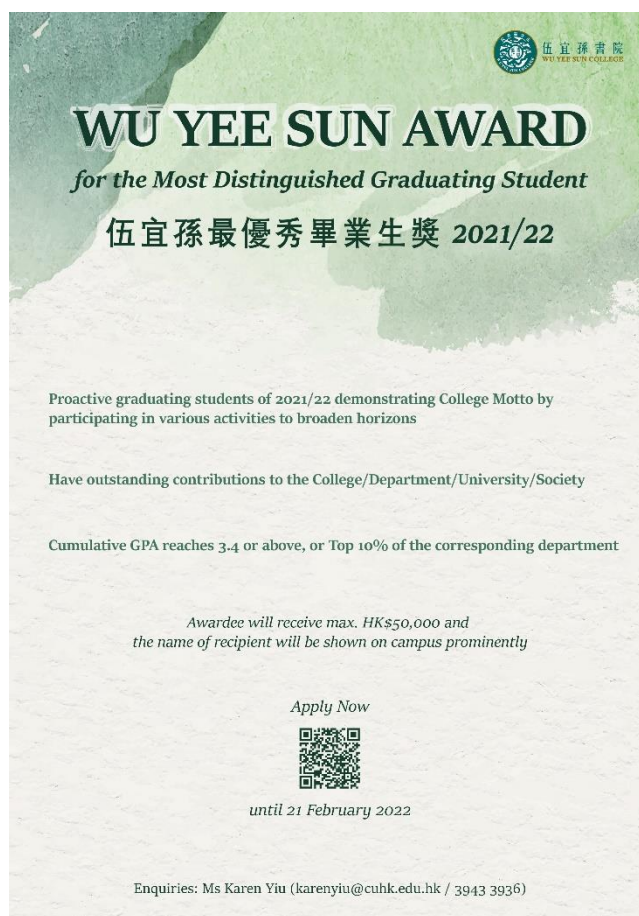 伍宜孫書院
WU YEE SUN COLLEGE
WU YEE SUN AWARD
for the Most Distinguished Graduating Student
伍宜孫最優秀畢業生獎 2021/22
Proactive graduating students of 2021/22 demonstrating College Motto by
participating in various activities to broaden horizons
Have outstanding contributions to the College/Department/University/Society
Cumulative GPA reaches 3.4 or above, or Top 10% of the corresponding department
Awardee will receive max. HK$50,000 and
the name of recipient will be shown on campus prominently
Apply Now
until 21 February 2022
Enquiries: Ms Karen Yiu (karenyiu@cuhk.edu.hk / 3943 3936)